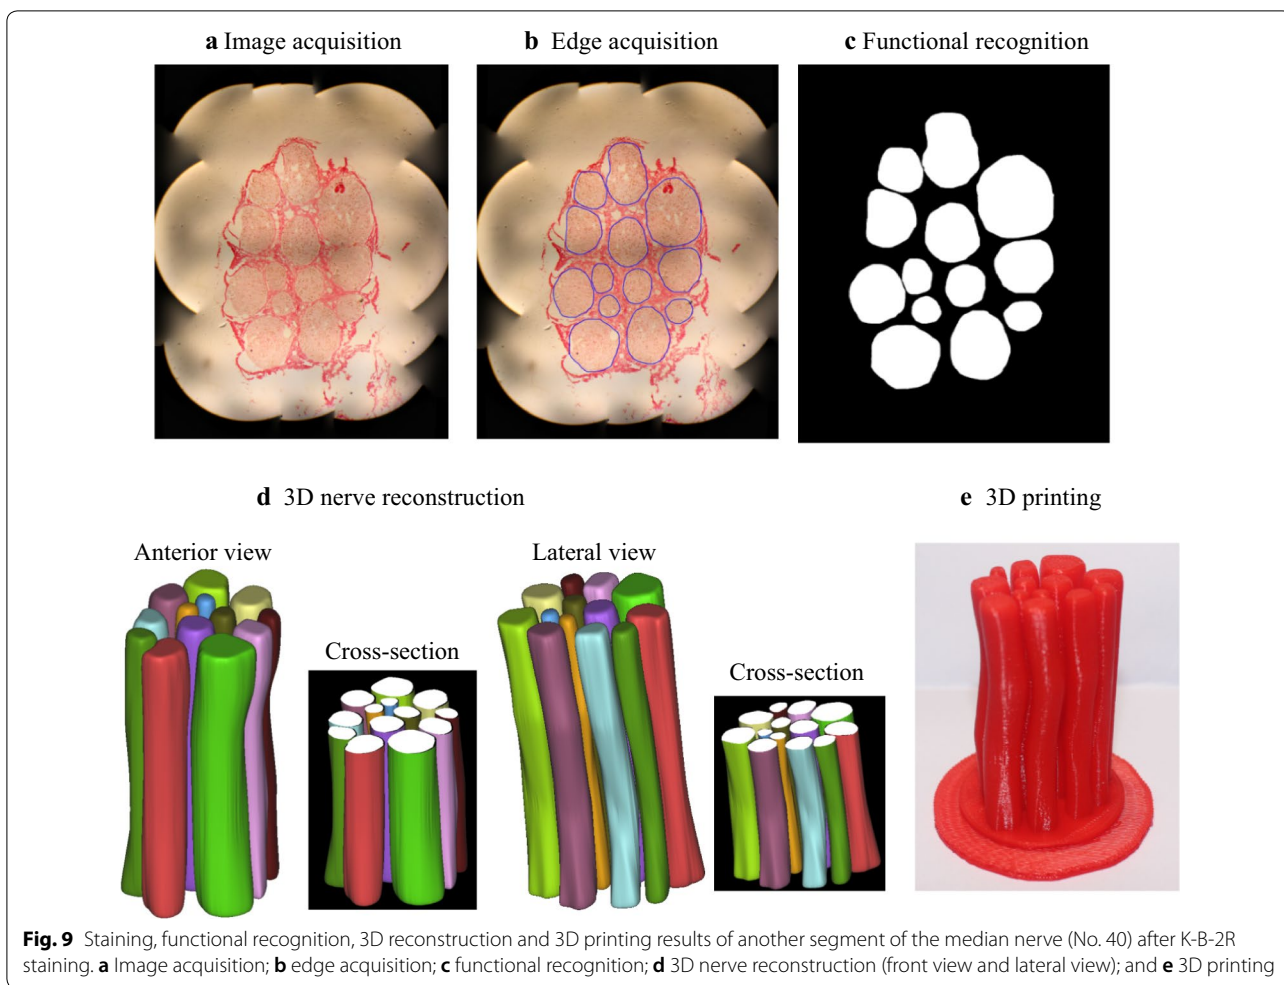 a Image acquisition
b Edge acquisition
c Functional recognition
d 3D nerve reconstruction
e 3D printing
Anterior view
Lateral view
Cross-section
Cross-section
Fig. 9 Staining, functional recognition, 3D reconstruction and 3D printing results of another segment of the median nerve (No. 40) after K-B-2R
staining. a Image acquisition; b edge acquisition; c functional recognition; d 3D nerve reconstruction (front view and lateral view); and e 3D printing